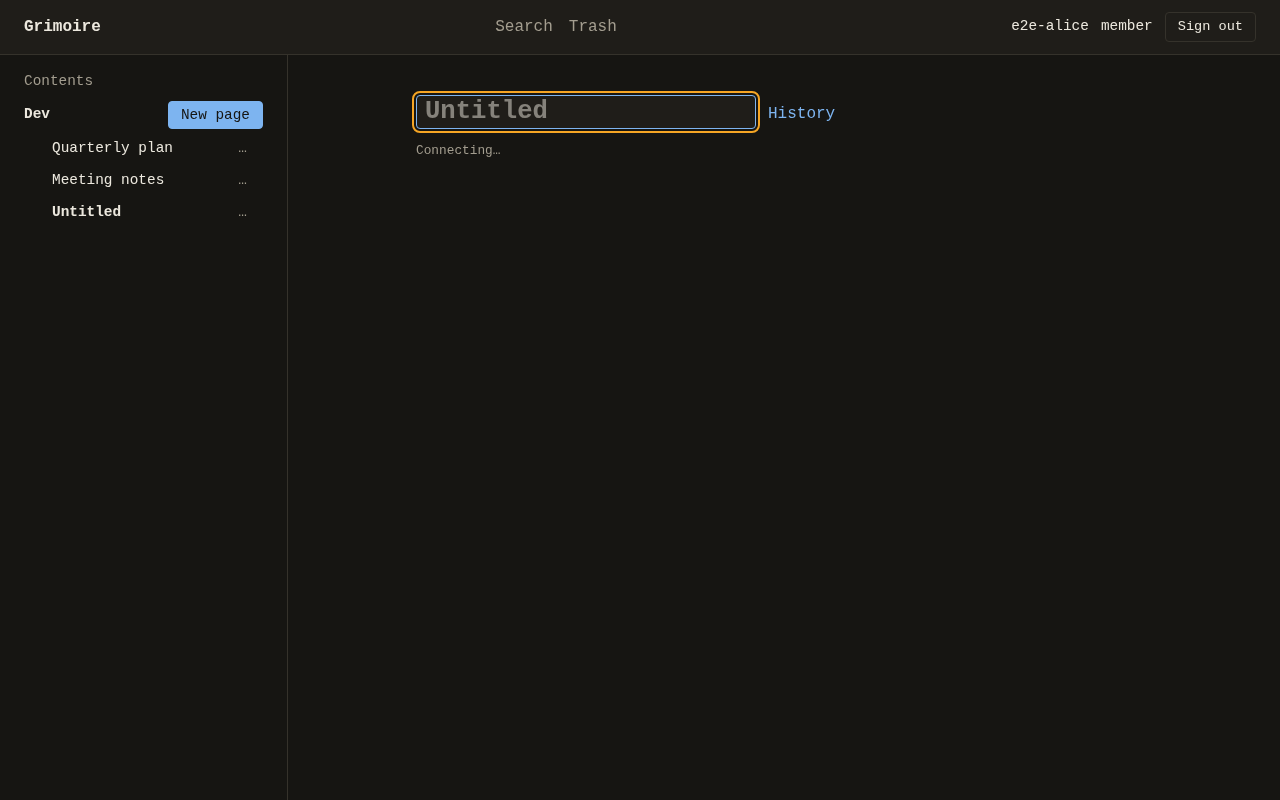 Grimoire
Search Trash
e2e-alice member Sign out
Contents
Dev New page
Quarterly plan …
Meeting notes …
Untitled …
Untitled History
Connecting…